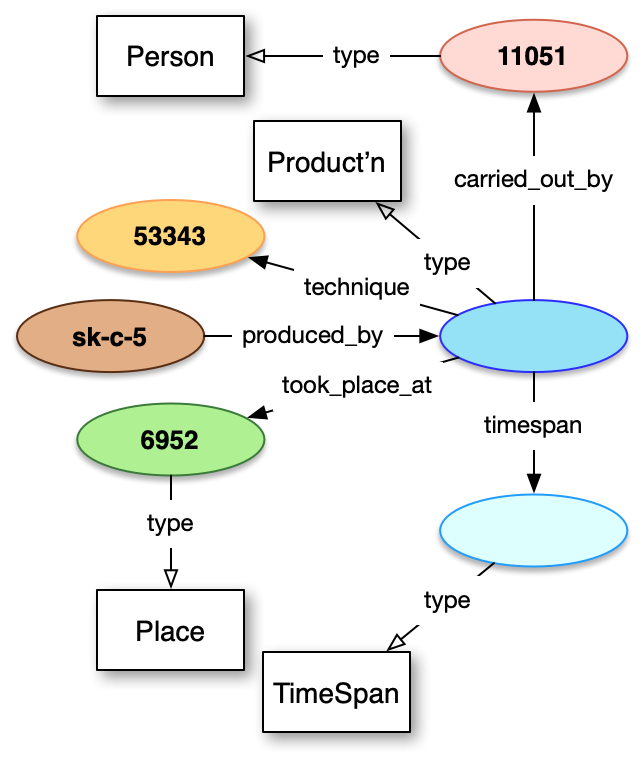 Person
type
11051
Product’n
carried_out_by
53343
type
technique
sk-c-5
produced_by
took_place_at
6952
timespan
type
type
Place
TimeSpan